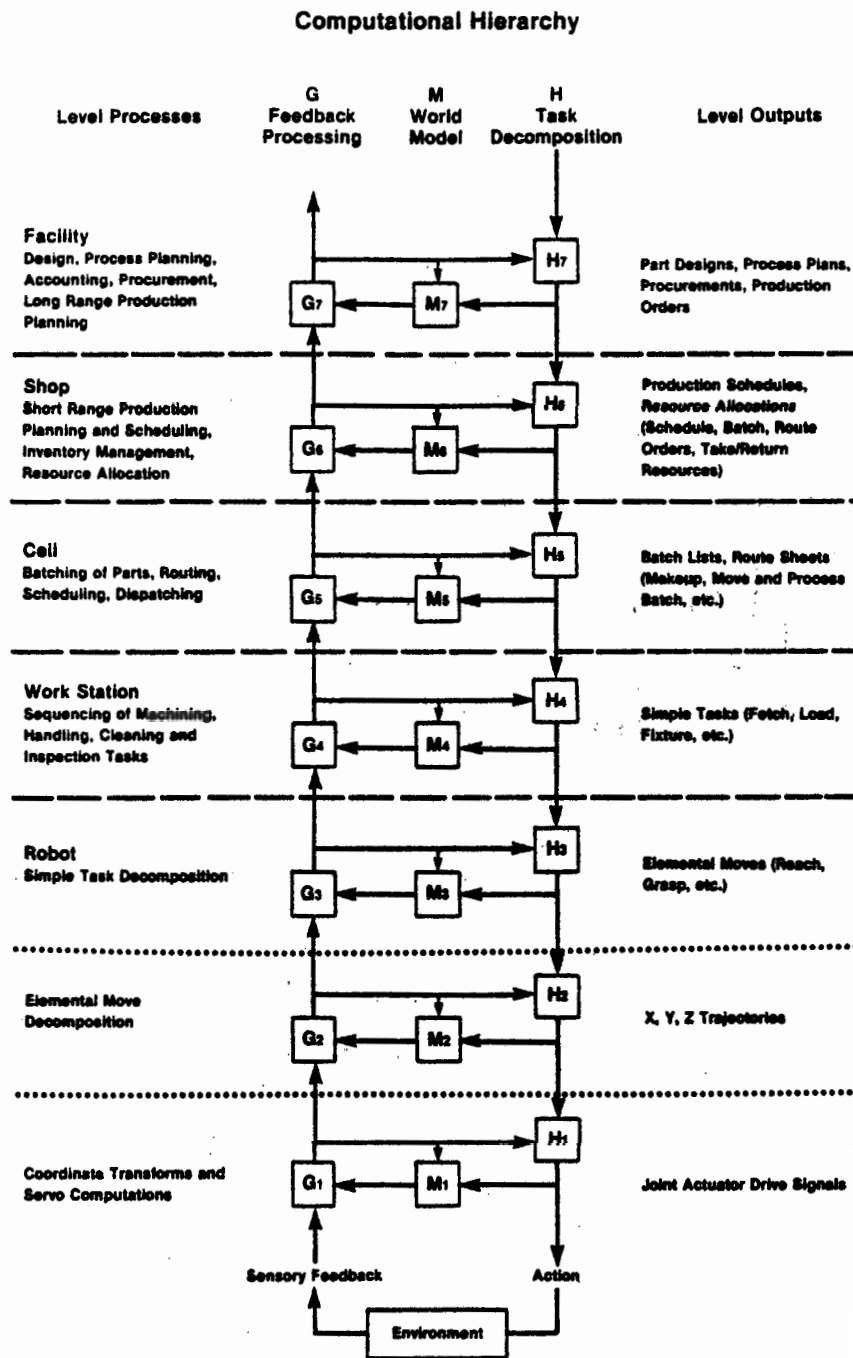 Computational Hierarchy
Level Processes
G
Feedback
Processing
M
World
Model
H
Task
Decomposition
Level Outputs
Facility
Design, Process Planning,
Accounting, Procurement,
Long Range Production
Planning
H7
G7
M7
Part Designs, Process Plans,
Procurements, Production
Orders
Shop
Short Range Production
Planning and Scheduling,
Inventory Management,
Resource Allocation
H6
G6
M6
Production Schedules,
Resource Allocations
(Schedule, Batch, Route
Orders, Take/Return
Resources)
Cell
Batching of Parts, Routing,
Scheduling, Dispatching
H5
G5
M5
Batch Lists, Route Sheets
(Makeup, Move and Process
Batch, etc.)
Work Station
Sequencing of Machining,
Handling, Cleaning and
Inspection Tasks
H4
G4
M4
Simple Tasks (Fetch, Load,
Fixture, etc.)
Robot
Simple Task Decomposition
H3
G3
M3
Elemental Moves (Reach,
Grasp, etc.)
Elemental Move
Decomposition
H2
G2
M2
X, Y, Z Trajectories
Coordinate Transforms and
Servo Computations
H1
G1
M1
Joint Actuator Drive Signals
Sensory Feedback
Action
Environment